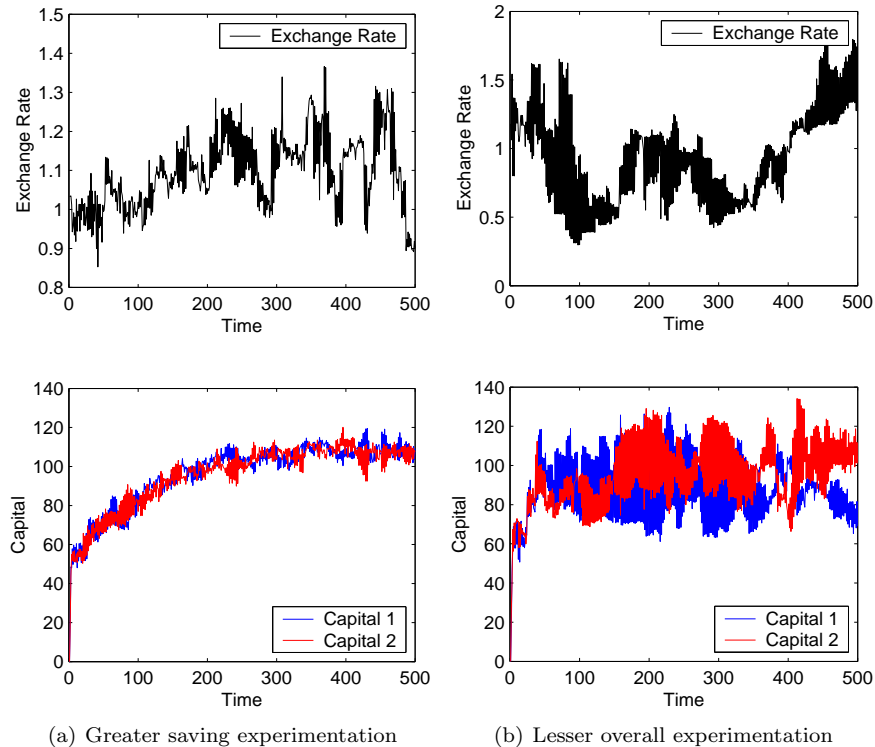 1.5
1.4
1.3
1.2
1.1
1
0.9
0.8
Exchange Rate
Exchange Rate
0 100 200 300 400 500
Time
2
1.5
1
0.5
0
Exchange Rate
Exchange Rate
0 100 200 300 400 500
Time
140
120
100
80
60
40
20
0
Capital
Capital 1
Capital 2
0 100 200 300 400 500
Time
(a) Greater saving experimentation
140
120
100
80
60
40
20
0
Capital
Capital 1
Capital 2
0 100 200 300 400 500
Time
(b) Lesser overall experimentation